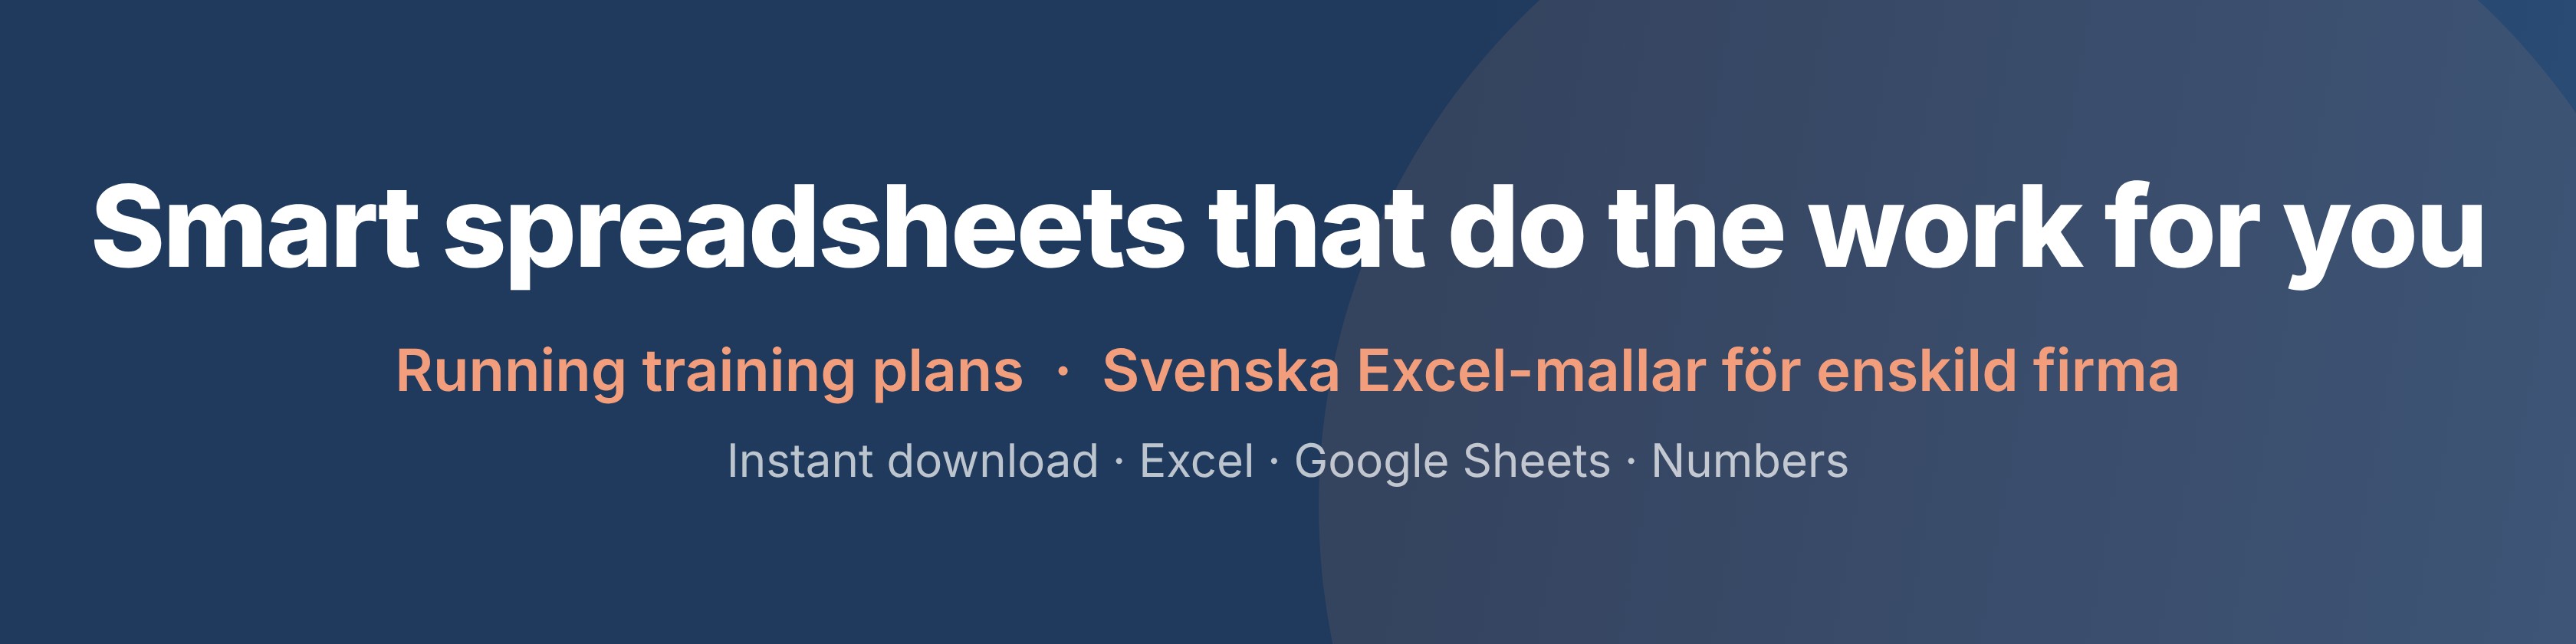 Smart spreadsheets that do the work for you
Running training plans · Svenska Excel-mallar för enskild firma
Instant download · Excel · Google Sheets · Numbers